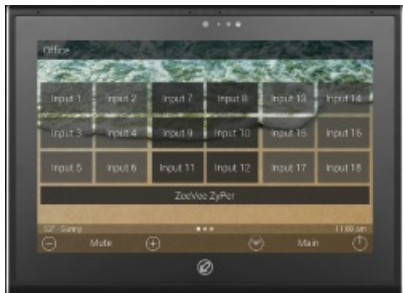 Office
Input 1 Input 2 Input 7 Input 8 Input 13 Input 14
Input 3 Input 4 Input 9 Input 10 Input 15 Input 16
Input 5 Input 6 Input 11 Input 12 Input 17 Input 18
ZeeVee ZyPer
Sunny pm
Mute Main